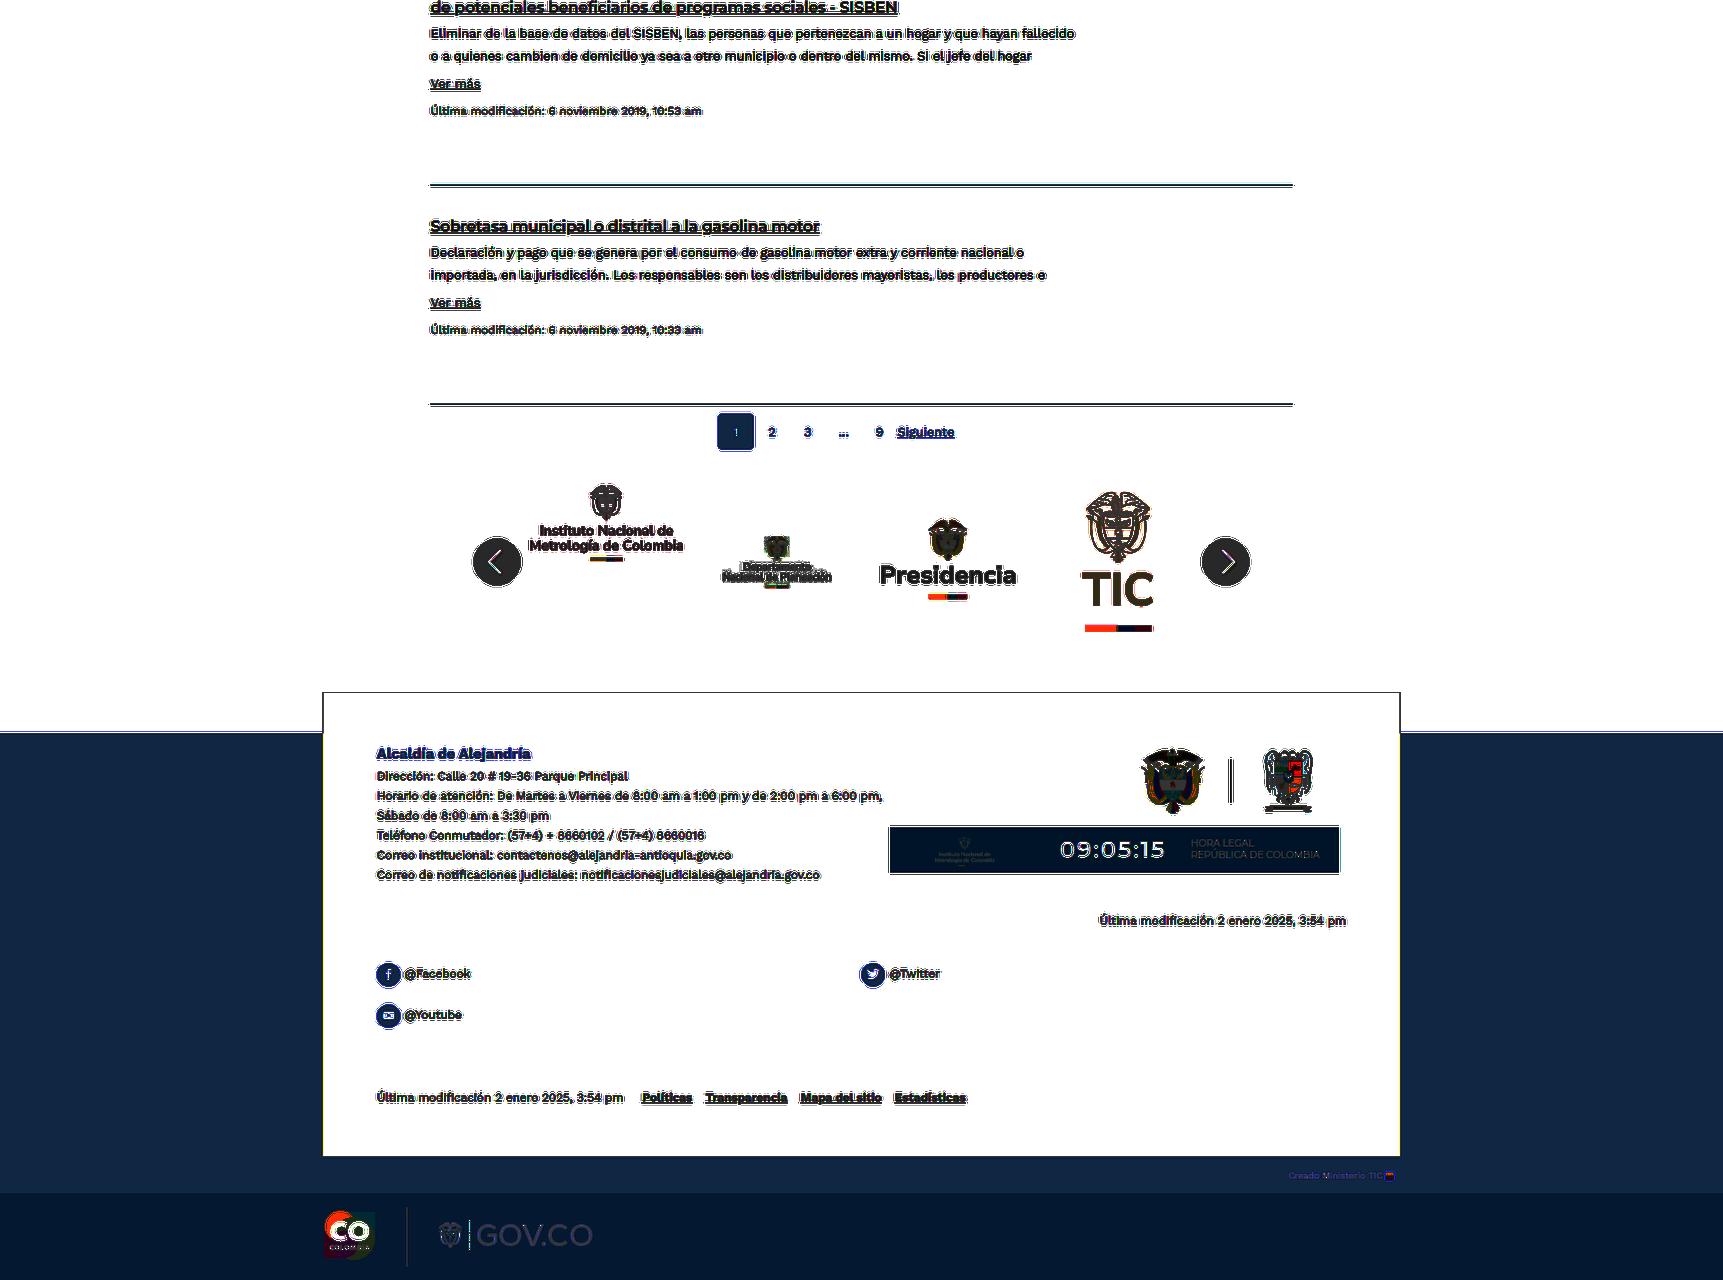 de potenciales beneficiarios de programas sociales - SISBEN
Eliminar de la base de datos del SISBEN, las personas que pertenezcan a un hogar y que hayan fallecido
o a quienes cambien de domicilio ya sea a otro municipio o dentro del mismo. Si el jefe del hogar
Ver más
Última modificación: 6 noviembre 2019, 10:53 am
Sobretasa municipal o distrital a la gasolina motor
Declaración y pago que se genera por el consumo de gasolina motor extra y corriente nacional o
importada, en la jurisdicción. Los responsables son los distribuidores mayoristas, los productores e
Ver más
Última modificación: 6 noviembre 2019, 10:33 am
1 2 3 ... 9 Siguiente
Instituto Nacional de
Metrología de Colombia
Departamento
Nacional de Planeación
Presidencia
TIC
Alcaldía de Alejandría
Dirección: Calle 20 # 19-36 Parque Principal
Horario de atención: De Martes a Viernes de 8:00 am a 1:00 pm y de 2:00 pm a 6:00 pm,
Sábado de 8:00 am a 3:30 pm
Teléfono Conmutador: (57+4) + 8660102 / (57+4) 8660016
Correo institucional: contactenos@alejandria-antioquia.gov.co
Correo de notificaciones judiciales: notificacionesjudiciales@alejandria.gov.co
Instituto Nacional de
Metrología de Colombia
09:05:15
HORA LEGAL
REPÚBLICA DE COLOMBIA
Última modificación 2 enero 2025, 3:54 pm
@Facebook
@Twitter
@Youtube
Última modificación 2 enero 2025, 3:54 pm Políticas Transparencia Mapa del sitio Estadísticas
Creado Ministerio TIC
CO
COLOMBIA
GOV.CO